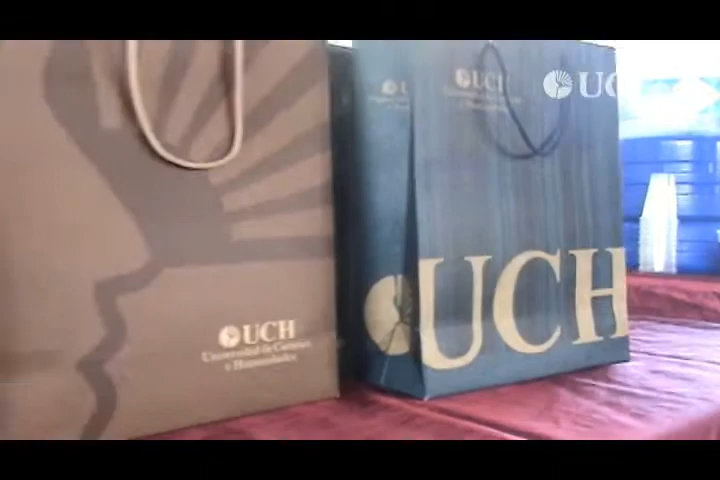 UCH
Universidad de Ciencias
y Humanidades
UCH
UCH
UCH